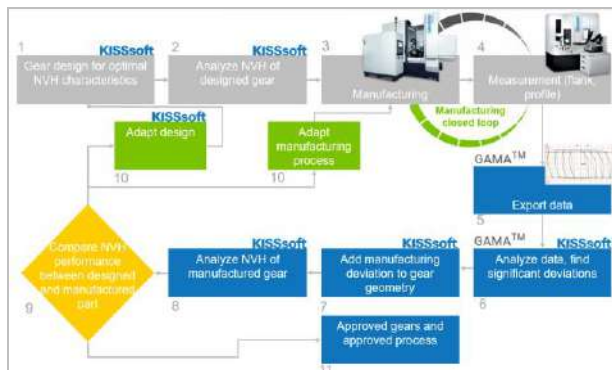 KISSsoft
KISSsoft
1
2
3
4
Gear design for optimal
NVH characteristics
Analyze NVH of
designed gear
Manufacturing
Measurement (flank,
profile)
KISSsoft
Adapt design
Adapt
manufacturing
process
Manufacturing
closed loop
10
10
GAMA™
Export data
5
KISSsoft
KISSsoft
GAMA™
KISSsoft
Compare NVH
performance
between designed
and manufactured
part
Analyze NVH of
manufactured gear
Add manufacturing
deviation to gear
geometry
Analyze data, find
significant deviations
9
8
7
6
Approved gears and
approved process
11